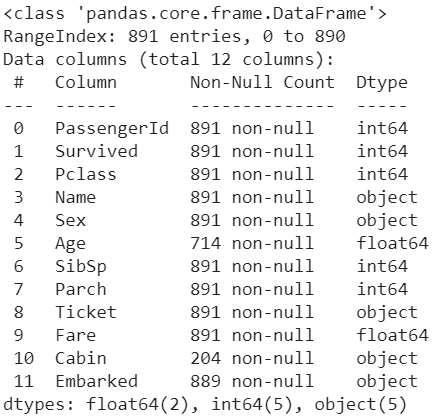 <class 'pandas.core.frame.DataFrame'>
RangeIndex: 891 entries, 0 to 890
Data columns (total 12 columns):
 #   Column       Non-Null Count  Dtype
---  ------       --------------  -----
 0   PassengerId  891 non-null    int64
 1   Survived     891 non-null    int64
 2   Pclass       891 non-null    int64
 3   Name         891 non-null    object
 4   Sex          891 non-null    object
 5   Age          714 non-null    float64
 6   SibSp        891 non-null    int64
 7   Parch        891 non-null    int64
 8   Ticket       891 non-null    object
 9   Fare         891 non-null    float64
 10  Cabin        204 non-null    object
 11  Embarked     889 non-null    object
dtypes: float64(2), int64(5), object(5)